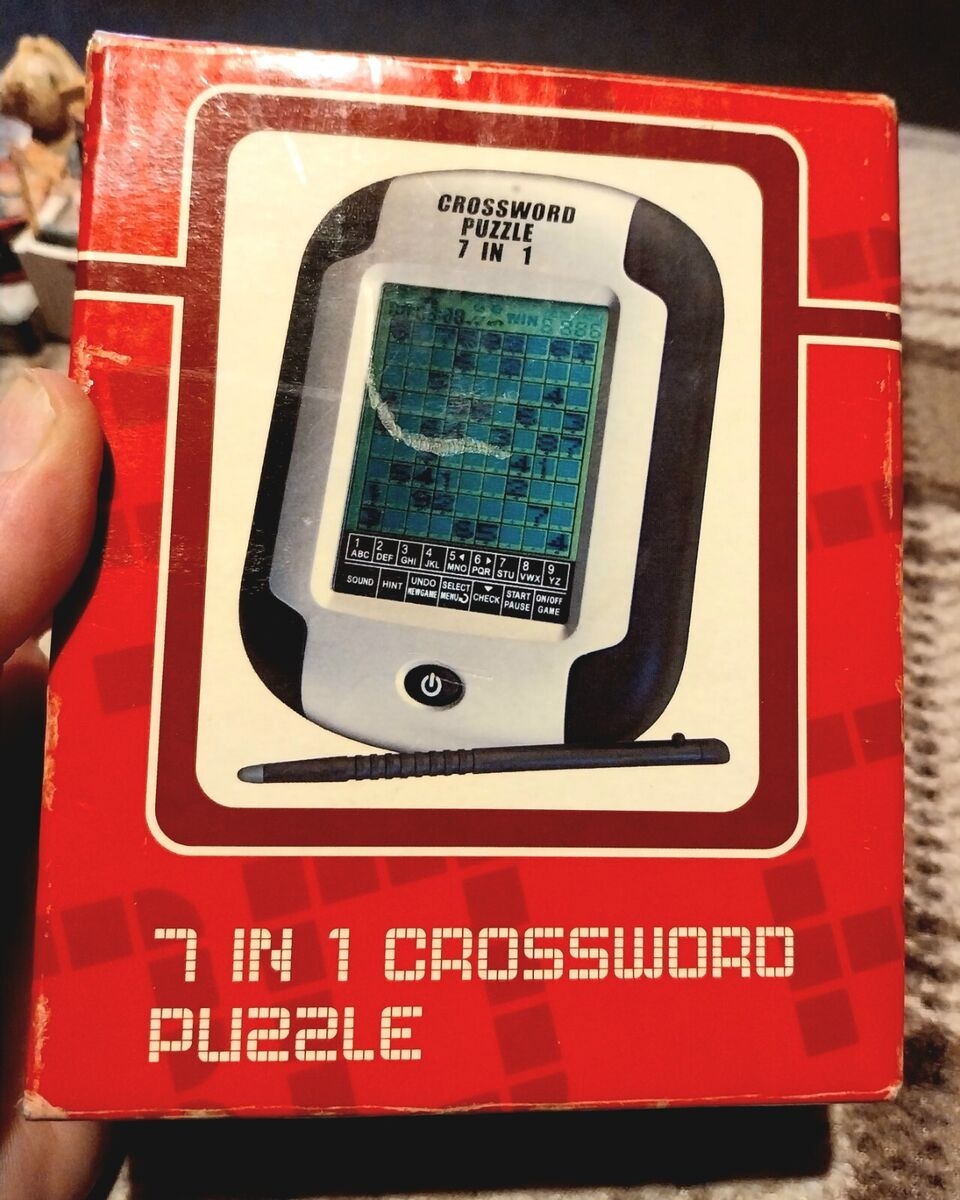 CROSSWORD
PUZZLE
7 IN 1
WIN
1 2 3 4 5◄ 6► 7 8 9
ABC DEF GHI JKL MNO PQR STU VWX YZ
SOUND HINT UNDO NEWGAME SELECT MENU ▼ CHECK START PAUSE ON/OFF GAME
7 IN 1 CROSSWORD
PUZZLE